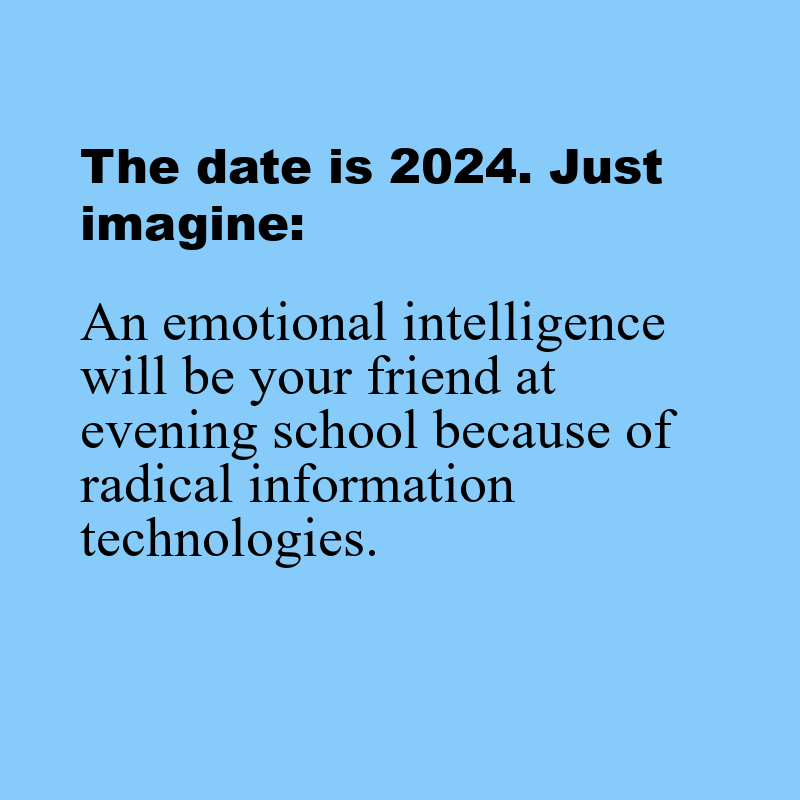 The date is 2024. Just
imagine:
An emotional intelligence
will be your friend at
evening school because of
radical information
technologies.